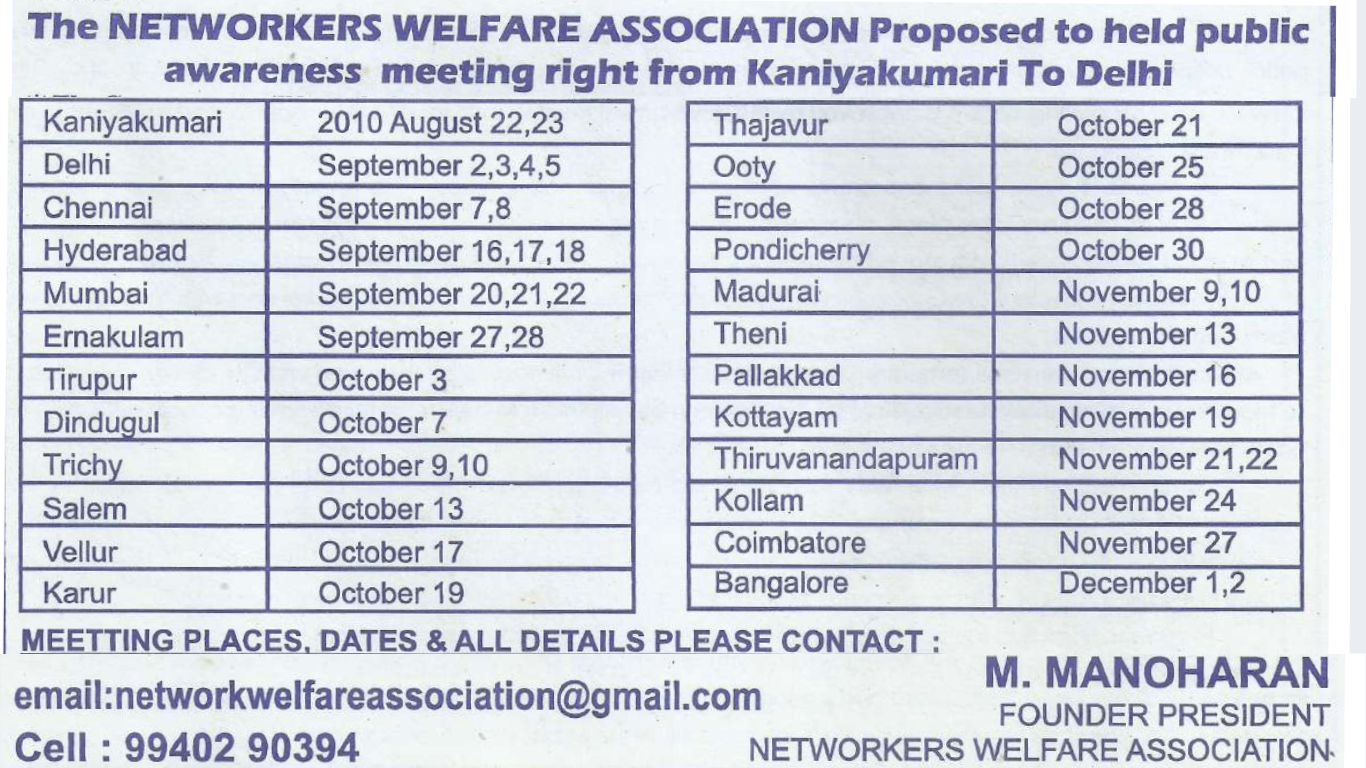 The NETWORKERS WELFARE ASSOCIATION Proposed to held public
awareness meeting right from Kaniyakumari To Delhi
Kaniyakumari 2010 August 22,23
Delhi September 2,3,4,5
Chennai September 7,8
Hyderabad September 16,17,18
Mumbai September 20,21,22
Ernakulam September 27,28
Tirupur October 3
Dindugul October 7
Trichy October 9,10
Salem October 13
Vellur October 17
Karur October 19
Thajavur October 21
Ooty October 25
Erode October 28
Pondicherry October 30
Madurai November 9,10
Theni November 13
Pallakkad November 16
Kottayam November 19
Thiruvanandapuram November 21,22
Kollam November 24
Coimbatore November 27
Bangalore December 1,2
MEETTING PLACES, DATES & ALL DETAILS PLEASE CONTACT :
email:networkwelfareassociation@gmail.com
Cell : 99402 90394
M. MANOHARAN
FOUNDER PRESIDENT
NETWORKERS WELFARE ASSOCIATION